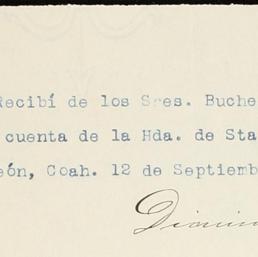 Recibí de los Sres. Buche
cuenta de la Hda. de Sta
eón, Coah. 12 de Septiemb